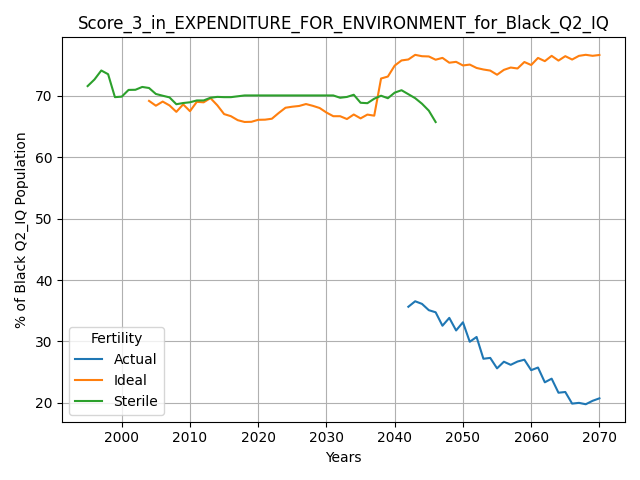 Score_3_in_EXPENDITURE_FOR_ENVIRONMENT_for_Black_Q2_IQ
% of Black Q2_IQ Population
70
60
50
40
30
20
Fertility
Actual
Ideal
Sterile
2000 2010 2020 2030 2040 2050 2060 2070
Years